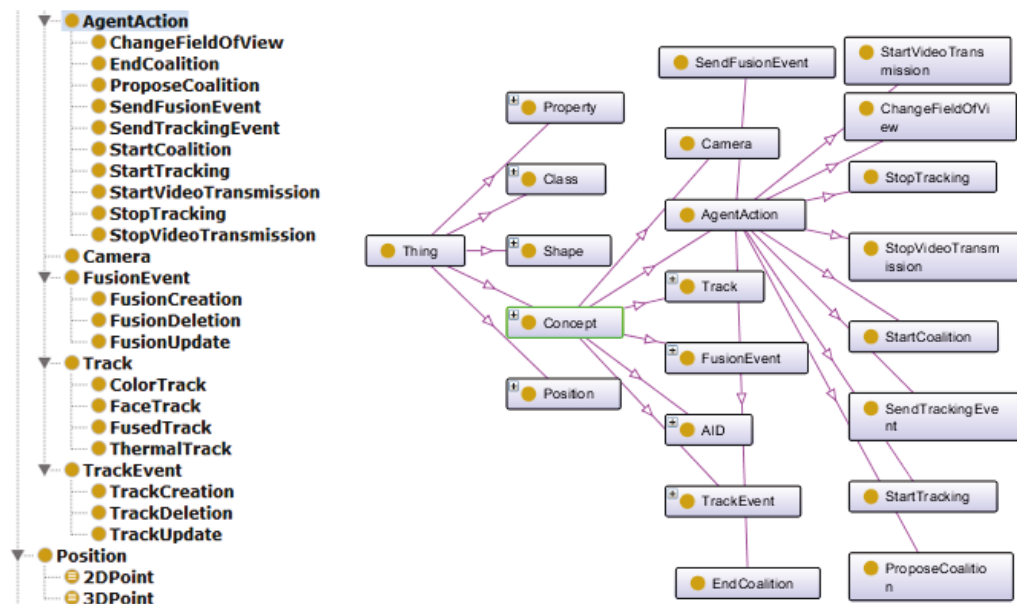 AgentAction
ChangeFieldOfView
EndCoalition
ProposeCoalition
SendFusionEvent
SendTrackingEvent
StartCoalition
StartTracking
StartVideoTransmission
StopTracking
StopVideoTransmission
Camera
FusionEvent
FusionCreation
FusionDeletion
FusionUpdate
Track
ColorTrack
FaceTrack
FusedTrack
ThermalTrack
TrackEvent
TrackCreation
TrackDeletion
TrackUpdate
Position
2DPoint
3DPoint
Thing
Property
Class
Shape
Concept
Position
SendFusionEvent
Camera
AgentAction
Track
FusionEvent
AID
TrackEvent
EndCoalition
StartVideoTrans
mission
ChangeFieldOfVi
ew
StopTracking
StopVideoTransm
ission
StartCoalition
SendTrackingEve
nt
StartTracking
ProposeCoalitio
n